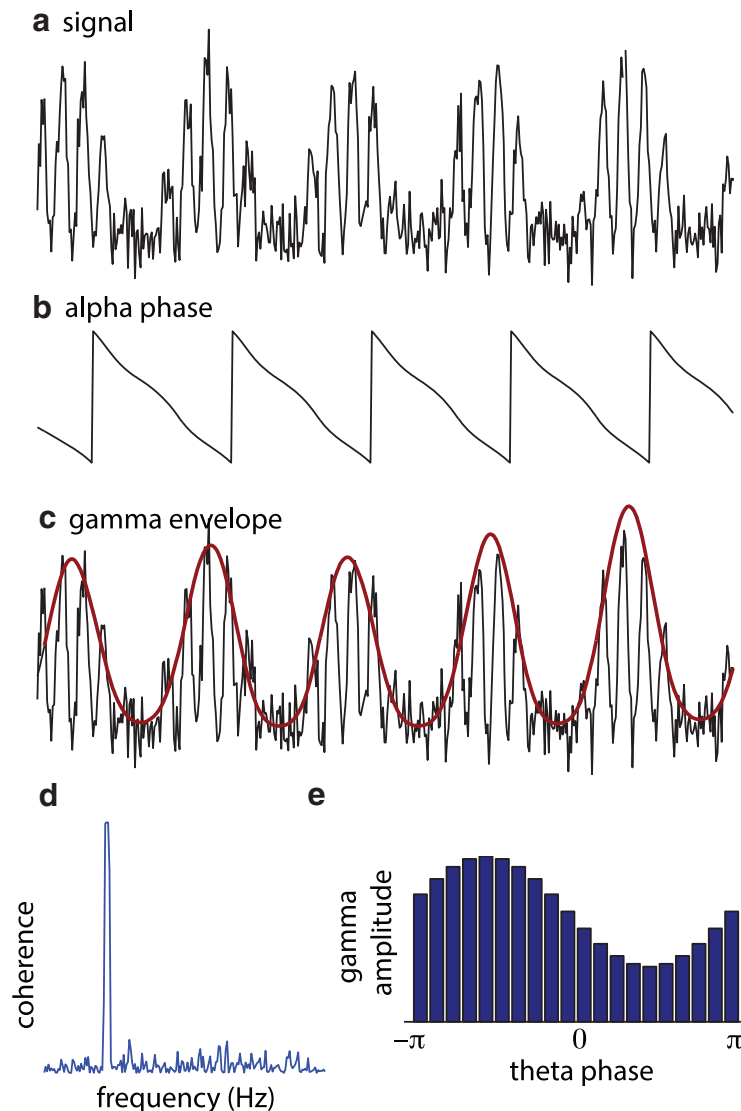 a signal
b alpha phase
c gamma envelope
d
e
coherence
frequency (Hz)
gamma
amplitude
−π
0
π
theta phase